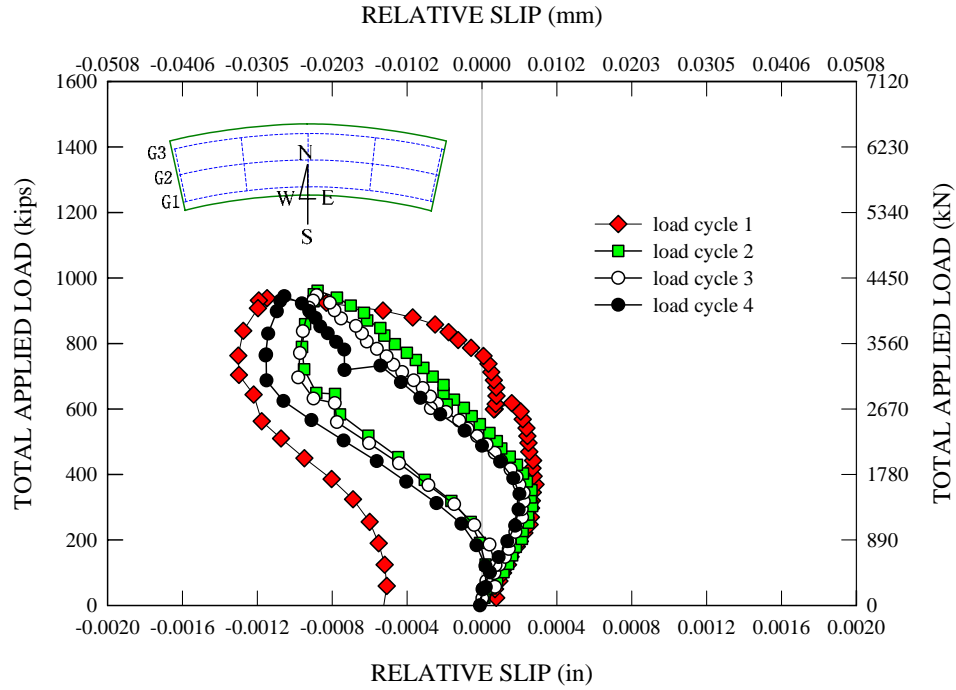 RELATIVE SLIP (mm)
-0.0508 -0.0406 -0.0305 -0.0203 -0.0102 0.0000 0.0102 0.0203 0.0305 0.0406 0.0508
1600 7120
1400 6230
1200 5340
1000 4450
800 3560
600 2670
400 1780
200 890
0 0
TOTAL APPLIED LOAD (kips)
TOTAL APPLIED LOAD (kN)
G3
G2
G1
N
W E
S
load cycle 1
load cycle 2
load cycle 3
load cycle 4
-0.0020 -0.0016 -0.0012 -0.0008 -0.0004 0.0000 0.0004 0.0008 0.0012 0.0016 0.0020
RELATIVE SLIP (in)